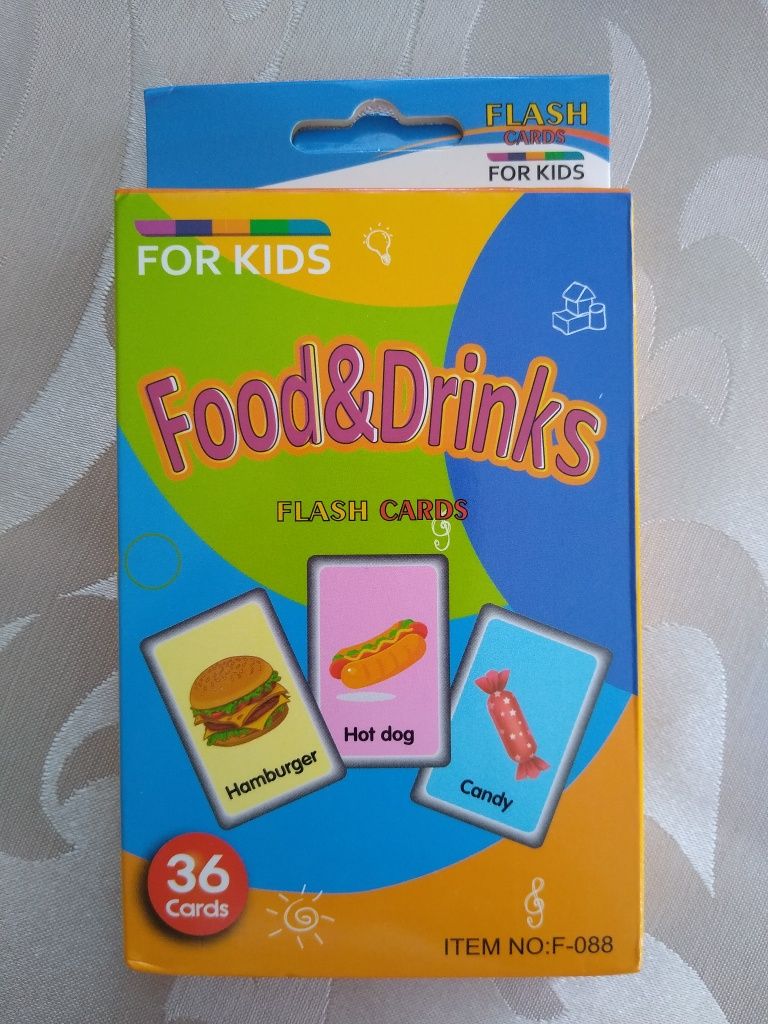 FLASH
CARDS
FOR KIDS
FOR KIDS
Food&Drinks
FLASH CARDS
Hamburger
Hot dog
Candy
36
Cards
ITEM NO:F-088